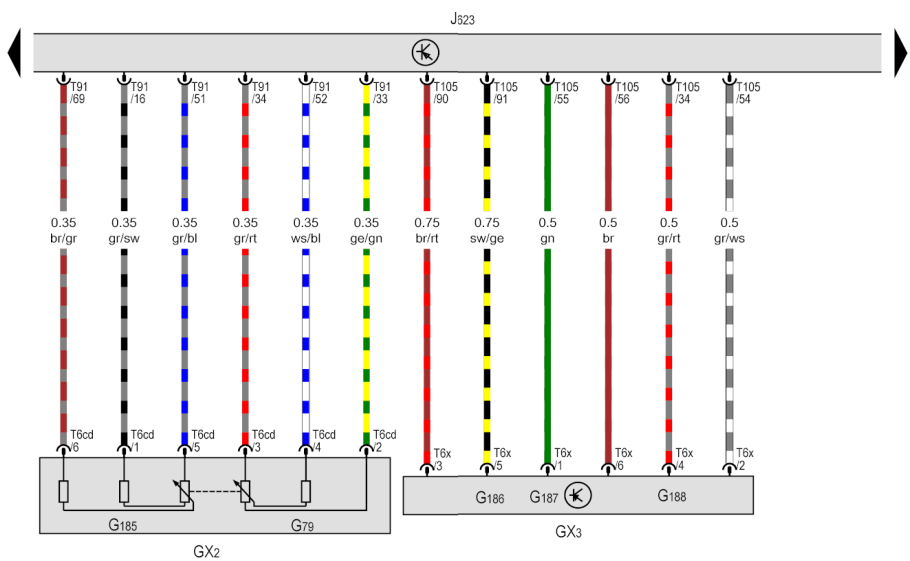 J623
T91 T91 T91 T91 T91 T91 T105 T105 T105 T105 T105 T105
/69 /16 /51 /34 /52 /33 /90 /91 /55 /56 /34 /54
0.35 0.35 0.35 0.35 0.35 0.35 0.75 0.75 0.5 0.5 0.5 0.5
br/gr gr/sw gr/bl gr/rt ws/bl ge/gn br/rt sw/ge gn br gr/rt gr/ws
T6cd T6cd T6cd T6cd T6cd T6cd
/6 /1 /5 /3 /4 /2
T6x T6x T6x T6x T6x T6x
/3 /5 /1 /6 /4 /2
G186 G187 G188
G185 G79
GX3
GX2